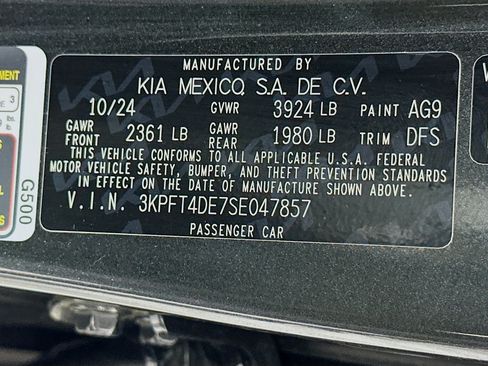 MANUFACTURED BY
KIA MEXICO, S.A. DE C.V.
10/24 GVWR 3924 LB PAINT AG9
GAWR FRONT 2361 LB GAWR REAR 1980 LB TRIM DFS
THIS VEHICLE CONFORMS TO ALL APPLICABLE U.S.A. FEDERAL
MOTOR VEHICLE SAFETY, BUMPER, AND THEFT PREVENTION STANDARDS
IN EFFECT ON THE DATE OF MANUFACTURE SHOWN ABOVE.
V.I.N. 3KPFT4DE7SE047857
PASSENGER CAR
G500